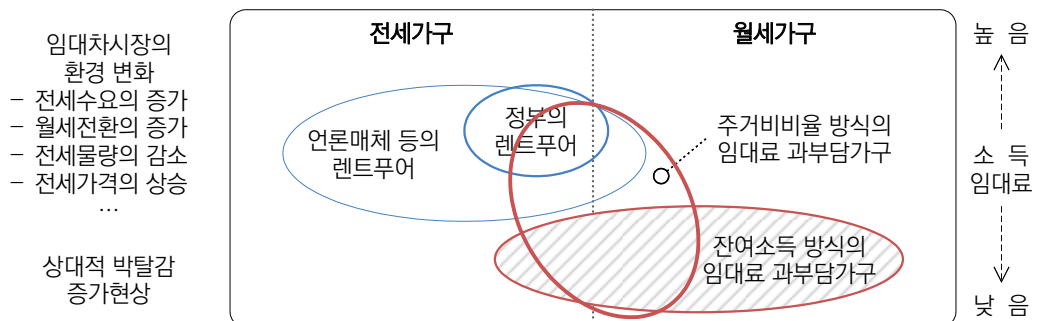 임대차시장의
환경 변화
– 전세수요의 증가
– 월세전환의 증가
– 전세물량의 감소
– 전세가격의 상승
…
상대적 박탈감
증가현상
전세가구
월세가구
정부의
렌트푸어
언론매체 등의
렌트푸어
주거비비율 방식의
임대료 과부담가구
잔여소득 방식의
임대료 과부담가구
높 음
소 득
임대료
낮 음